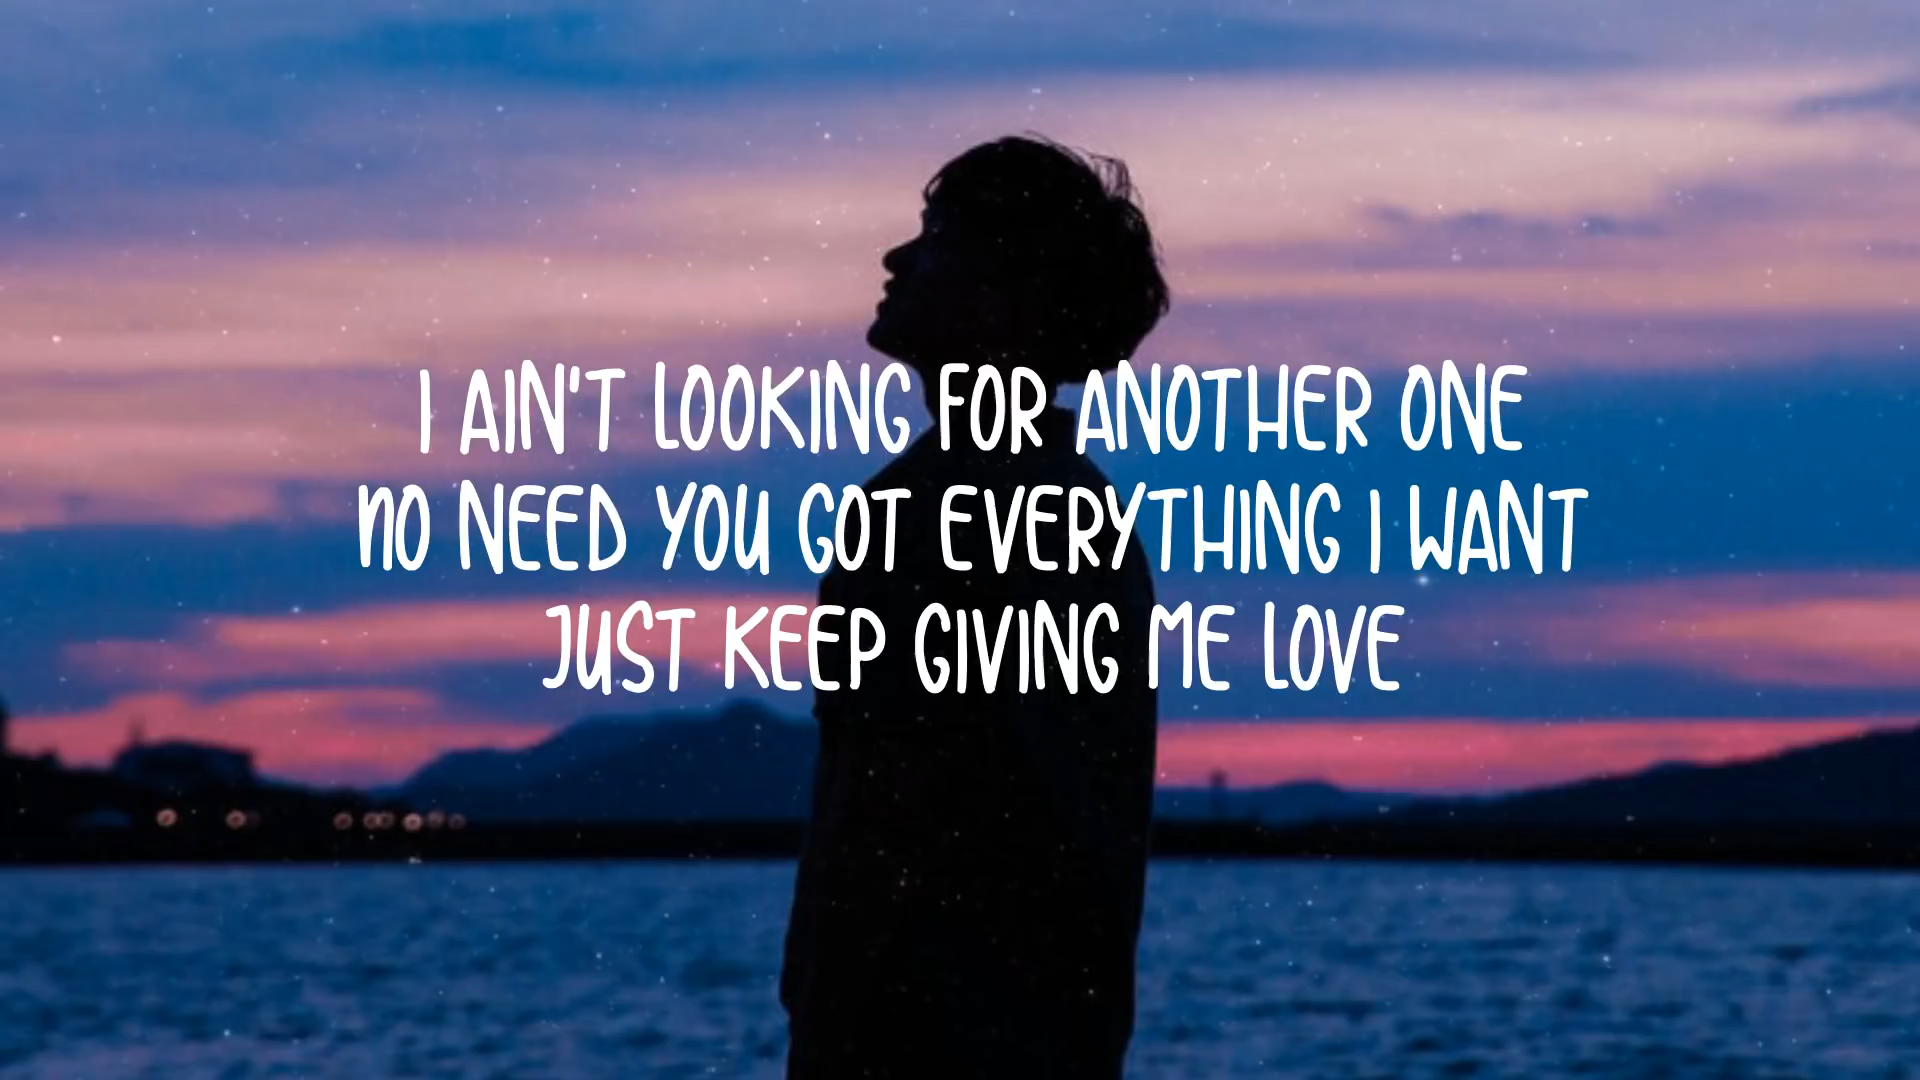 I AIN'T LOOKING FOR ANOTHER ONE
NO NEED YOU GOT EVERYTHING I WANT
JUST KEEP GIVING ME LOVE